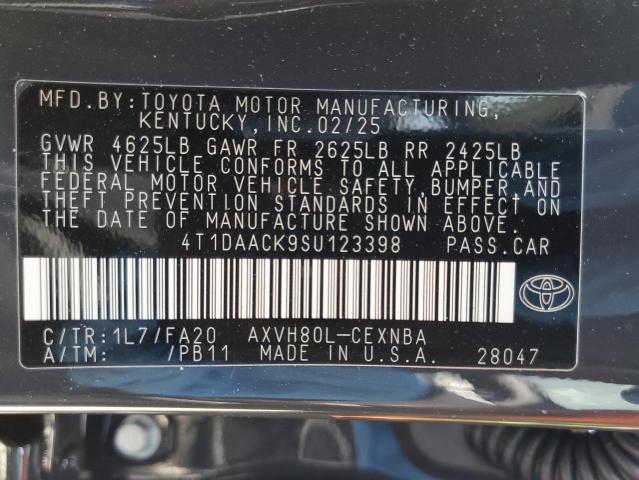 MFD.BY:TOYOTA MOTOR MANUFACTURING,
KENTUCKY,INC.02/25
GVWR 4625LB GAWR FR 2625LB RR 2425LB
THIS VEHICLE CONFORMS TO ALL APPLICABLE
FEDERAL MOTOR VEHICLE SAFETY,BUMPER,AND
THEFT PREVENTION STANDARDS IN EFFECT ON
THE DATE OF MANUFACTURE SHOWN ABOVE.
4T1DAACK9SU123398 PASS.CAR
C/TR:1L7/FA20 AXVH80L-CEXNBA
A/TM: /PB11 MADE IN U.S.A. 28047